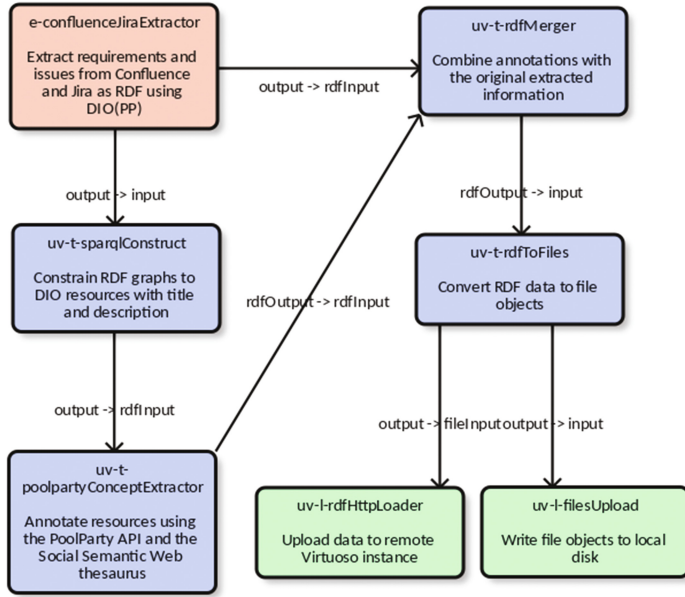 e-confluenceJiraExtractor
Extract requirements and
issues from Confluence
and Jira as RDF using
DIO(PP)
output -> rdfInput
uv-t-rdfMerger
Combine annotations with
the original extracted
information
output -> input
rdfOutput -> input
uv-t-sparqlConstruct
Constrain RDF graphs to
DIO resources with title
and description
uv-t-rdfToFiles
Convert RDF data to file
objects
rdfOutput -> rdfInput
output -> rdfInput
output -> fileInput
output -> input
uv-t-
poolpartyConceptExtractor
Annotate resources using
the PoolParty API and the
Social Semantic Web
thesaurus
uv-l-rdfHttpLoader
Upload data to remote
Virtuoso instance
uv-l-filesUpload
Write file objects to local
disk